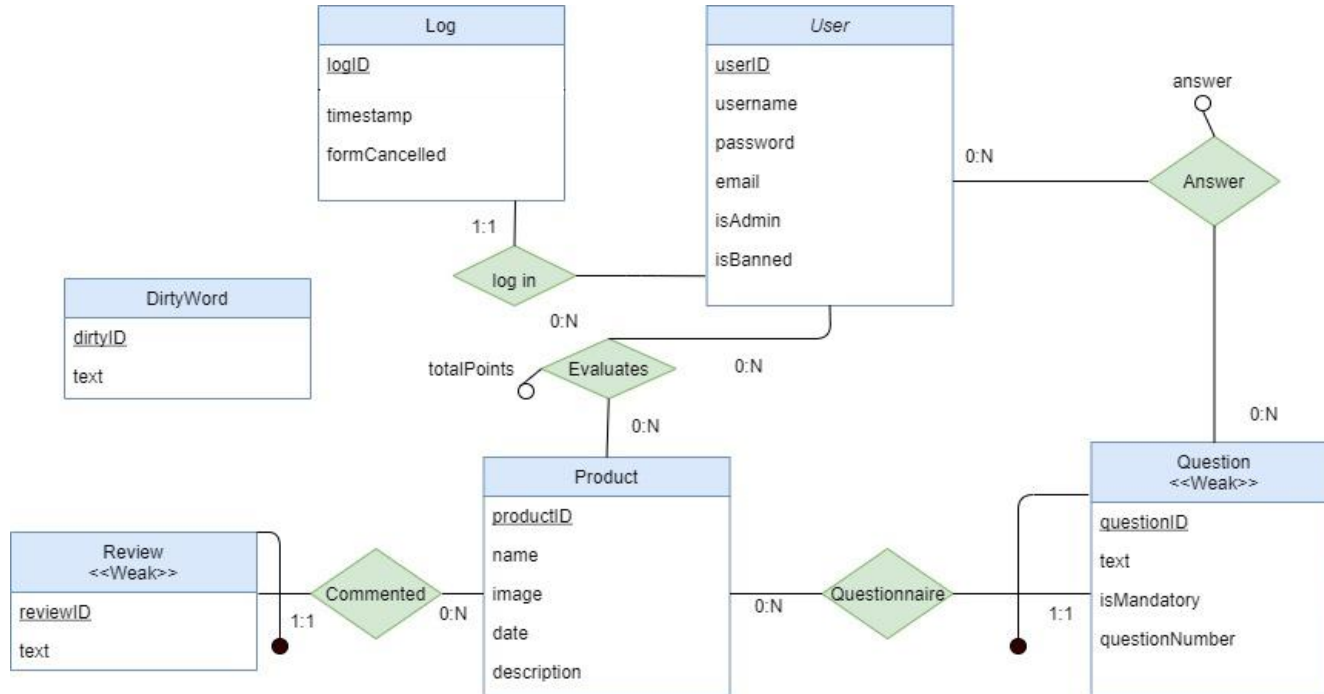 Log
logID
timestamp
formCancelled
User
userID
username
password
email
isAdmin
isBanned
answer
Answer
0:N
1:1
log in
0:N
DirtyWord
dirtyID
text
totalPoints
Evaluates
0:N
0:N
0:N
Product
productID
name
image
date
description
Question
<<Weak>>
questionID
text
isMandatory
questionNumber
Review
<<Weak>>
reviewID
text
1:1
Commented
0:N
0:N
Questionnaire
1:1